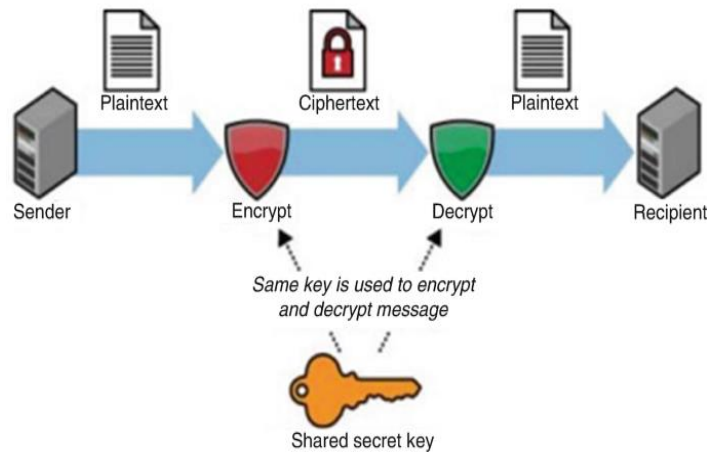 Plaintext
Ciphertext
Plaintext
Sender
Encrypt
Decrypt
Recipient
Same key is used to encrypt
and decrypt message
Shared secret key